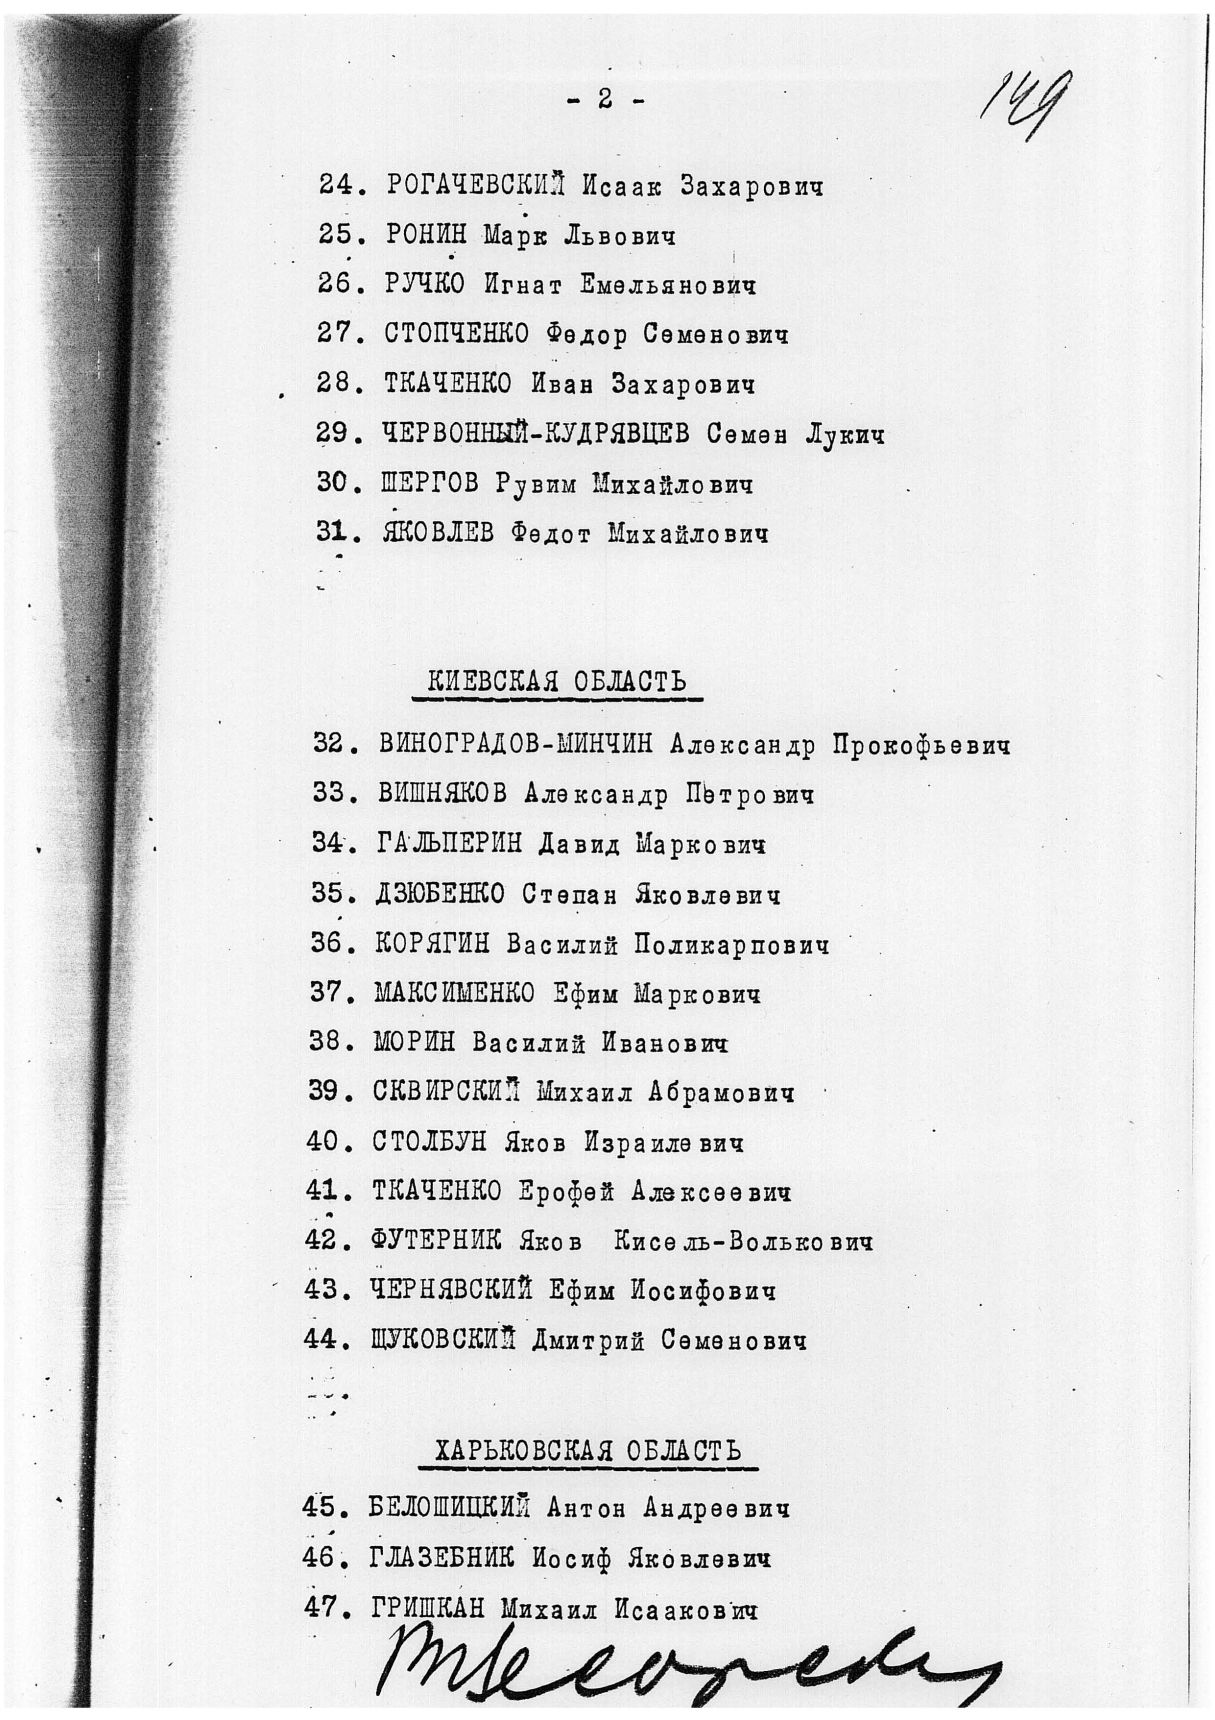 - 2 -
149
24. РОГАЧЕВСКИЙ Исаак Захарович
25. РОНИН Марк Львович
26. РУЧКО Игнат Емельянович
27. СТОПЧЕНКО Федор Семенович
28. ТКАЧЕНКО Иван Захарович
29. ЧЕРВОННЫЙ-КУДРЯВЦЕВ Семен Лукич
30. ШЕРГОВ Рувим Михайлович
31. ЯКОВЛЕВ Федот Михайлович
КИЕВСКАЯ ОБЛАСТЬ
32. ВИНОГРАДОВ-МИНЧИН Александр Прокофьевич
33. ВИШНЯКОВ Александр Петрович
34. ГАЛЬПЕРИН Давид Маркович
35. ДЗЮБЕНКО Степан Яковлевич
36. КОРЯГИН Василий Поликарпович
37. МАКСИМЕНКО Ефим Маркович
38. МОРИН Василий Иванович
39. СКВИРСКИЙ Михаил Абрамович
40. СТОЛБУН Яков Израилевич
41. ТКАЧЕНКО Ерофей Алексеевич
42. ФУТЕРНИК Яков Кисель-Волькович
43. ЧЕРНЯВСКИЙ Ефим Иосифович
44. ЩУКОВСКИЙ Дмитрий Семенович
ХАРЬКОВСКАЯ ОБЛАСТЬ
45. БЕЛОШИЦКИЙ Антон Андреевич
46. ГЛАЗЕБНИК Иосиф Яковлевич
47. ГРИШКАН Михаил Исаакович